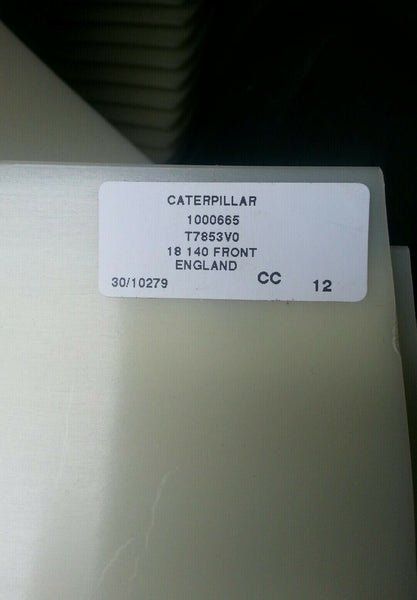 CATERPILLAR
1000665
T7853V0
18 140 FRONT
ENGLAND
30/10279 CC 12